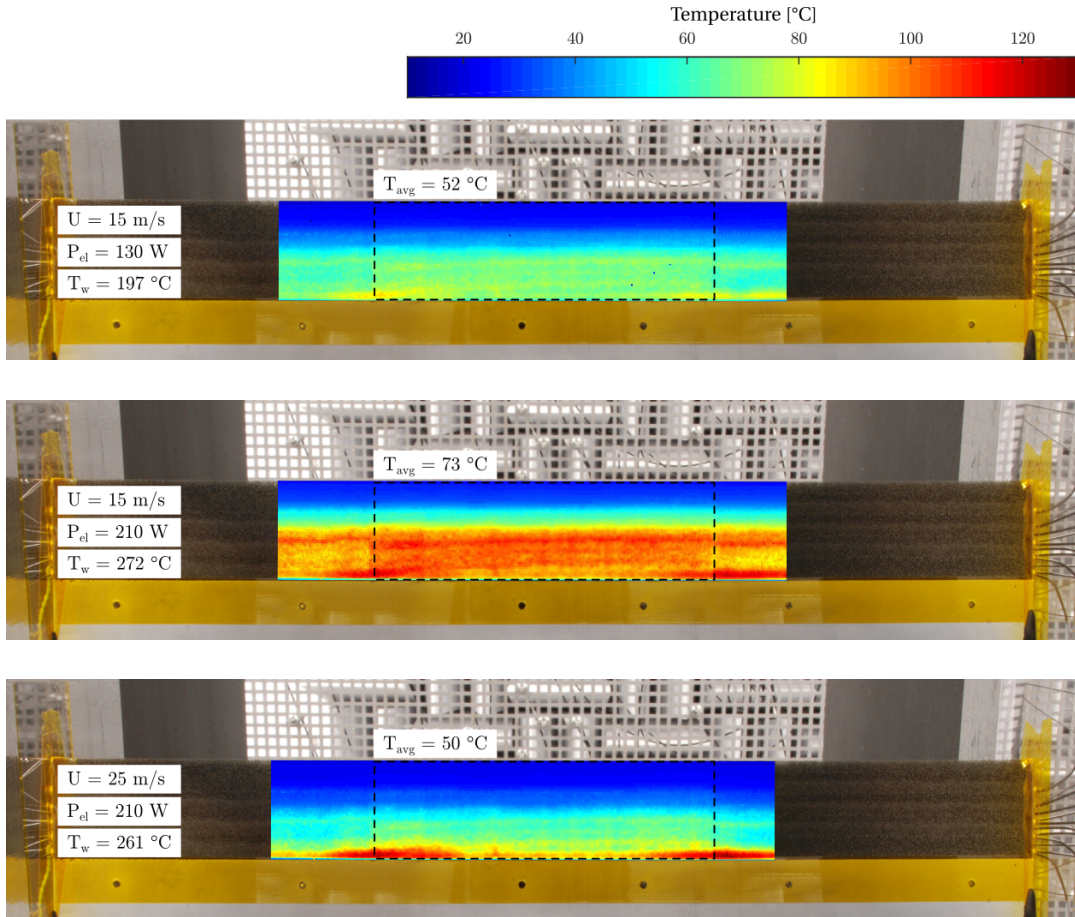 Temperature [°C]
20 40 60 80 100 120
T_avg = 52 °C
U = 15 m/s
P_el = 130 W
T_w = 197 °C
T_avg = 73 °C
U = 15 m/s
P_el = 210 W
T_w = 272 °C
T_avg = 50 °C
U = 25 m/s
P_el = 210 W
T_w = 261 °C